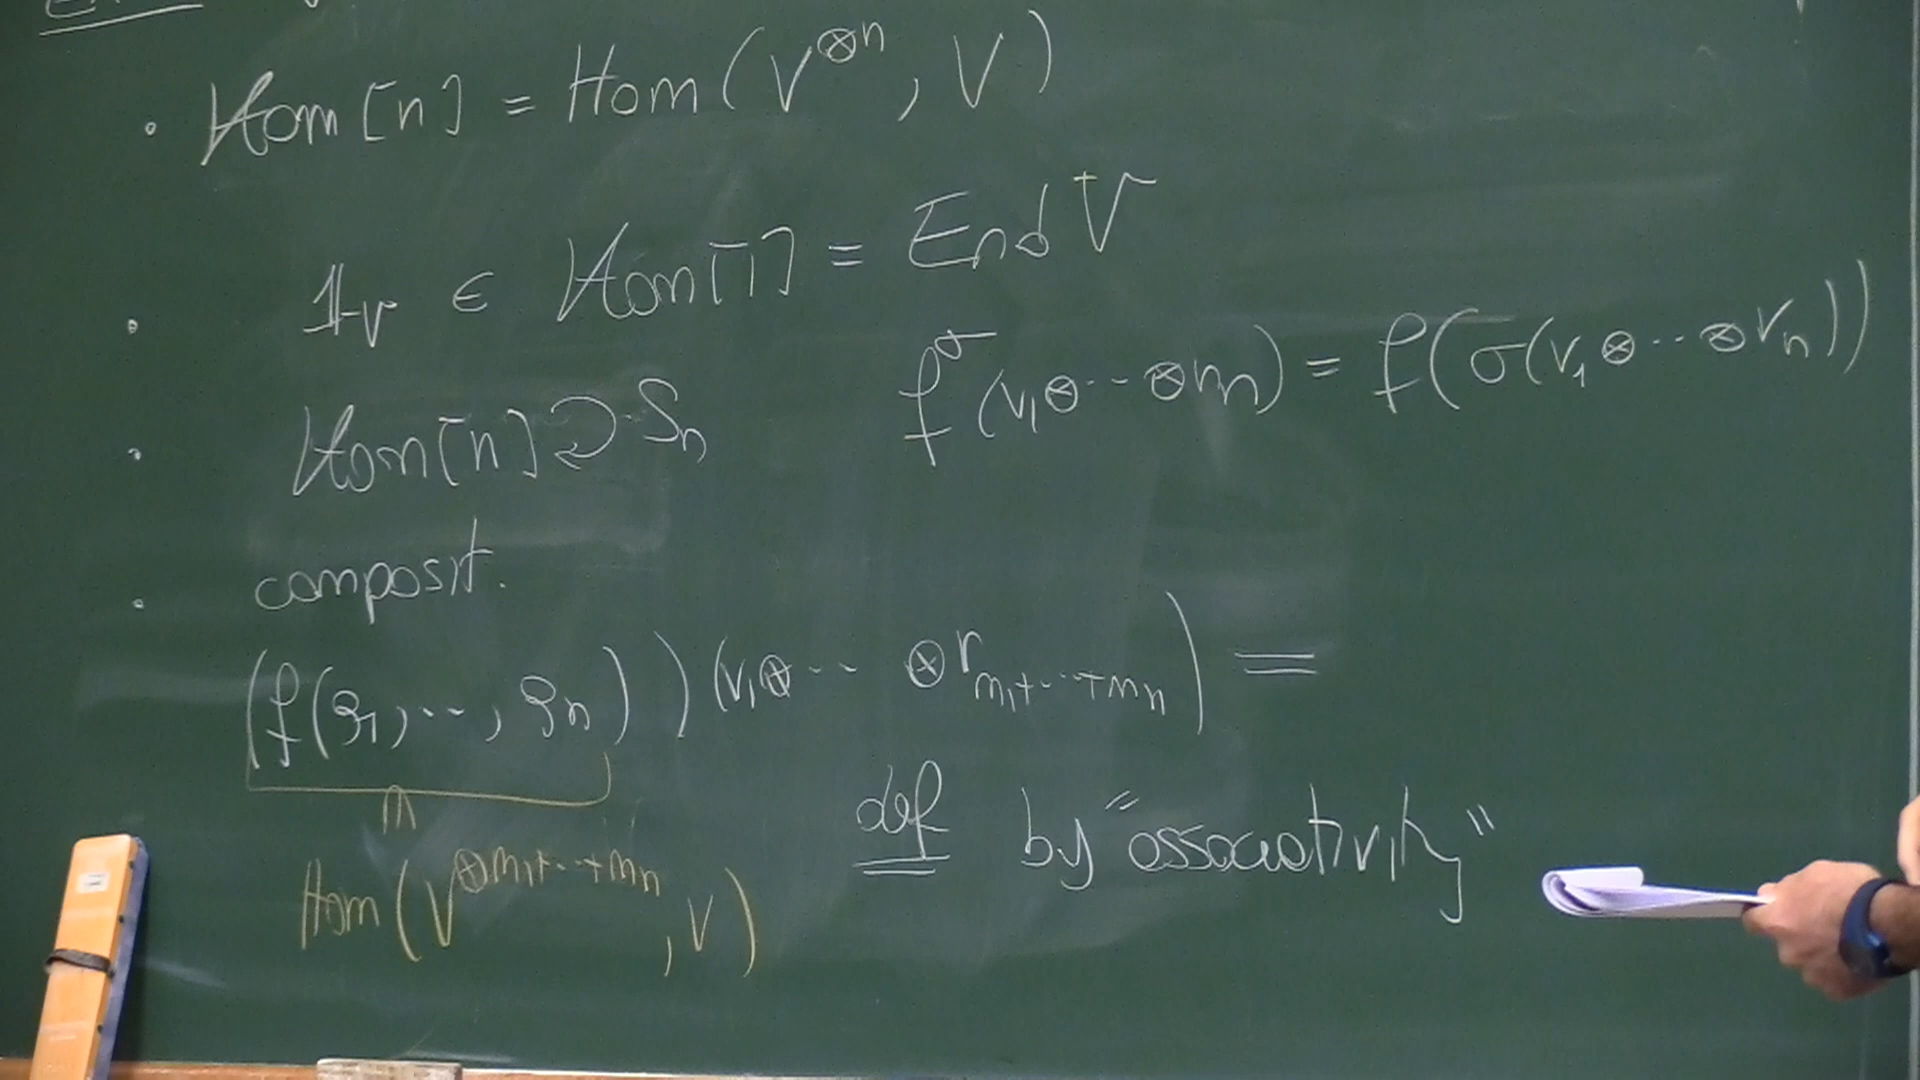 • Hom[n] = Hom(V^{⊗n}, V)
• 𝟙_V ∈ Hom[1] = End V
• Hom[n] ⤾ S_n f^σ(v_1⊗⋯⊗v_n) = f(σ(v_1⊗⋯⊗v_n))
• composit.
(f(g_1, ⋯, g_n))(v_1⊗⋯⊗v_{m_1+⋯+m_n}) =
def by "associativity"
∩
Hom(V^{⊗m_1+⋯+m_n}, V)